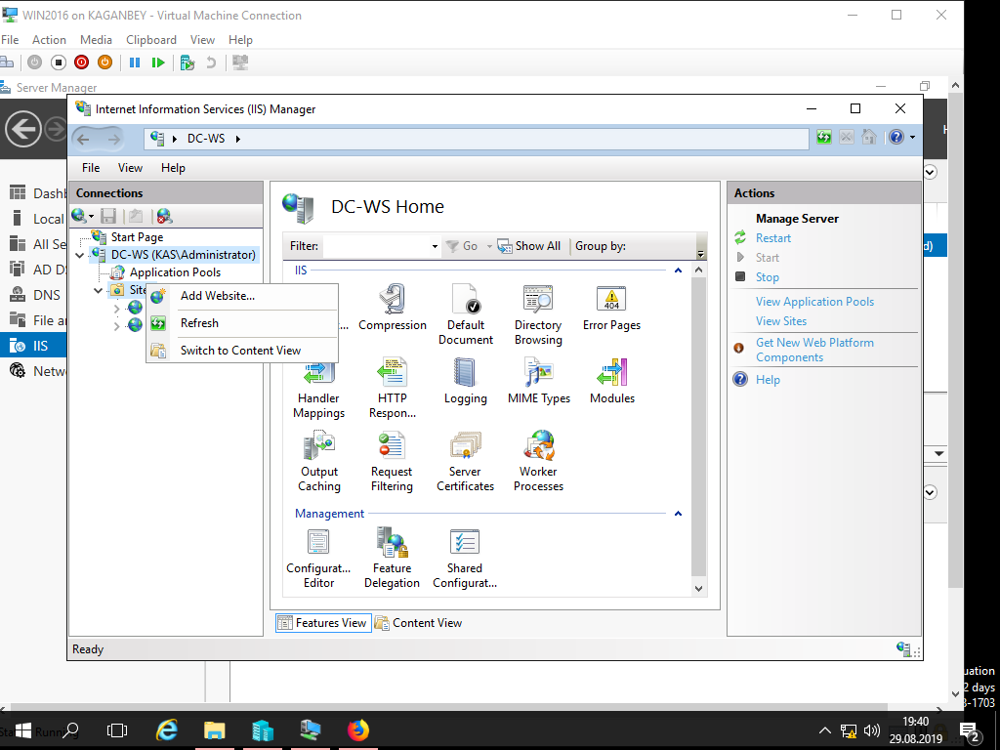 WIN2016 on KAGANBEY - Virtual Machine Connection
File Action Media Clipboard View Help
Server Manager
Internet Information Services (IIS) Manager
DC-WS
File View Help
Dashb
Local
All Se
AD D
DNS
File an
IIS
Netwo
Connections
Start Page
DC-WS (KAS\Administrator)
Application Pools
Site
Add Website...
Refresh
Switch to Content View
DC-WS Home
Filter: Go Show All Group by:
IIS
Compression
Default Document
Directory Browsing
Error Pages
Handler Mappings
HTTP Respon...
Logging
MIME Types
Modules
Output Caching
Request Filtering
Server Certificates
Worker Processes
Management
Configurat... Editor
Feature Delegation
Shared Configurat...
Features View Content View
Actions
Manage Server
Restart
Start
Stop
View Application Pools
View Sites
Get New Web Platform
Components
Help
Ready
uation
2 days
3-1703
19:40
29.08.2019
2